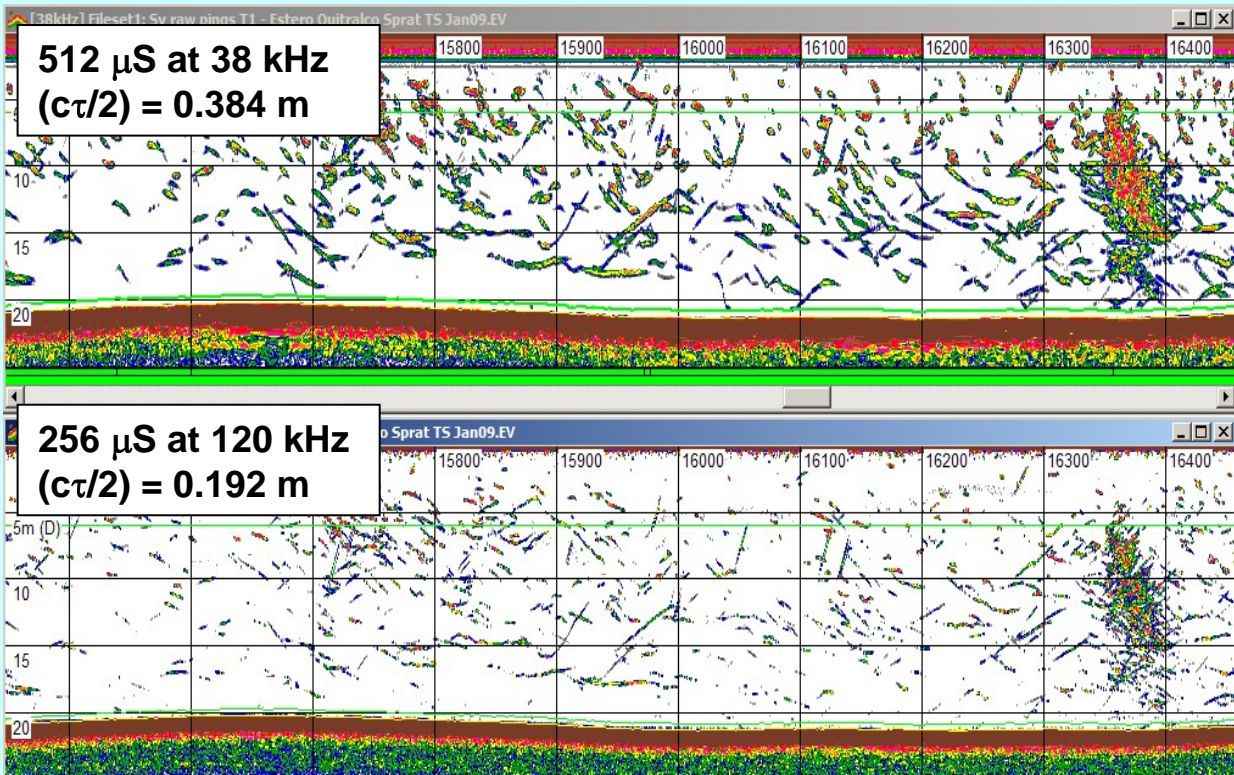 [38kHz] Fileset1: Sv raw pings T1 - Estero Quitralco Sprat TS Jan09.EV
512 μS at 38 kHz
(cτ/2) = 0.384 m
15800 15900 16000 16100 16200 16300 16400
10
15
20
256 μS at 120 kHz
(cτ/2) = 0.192 m
o Sprat TS Jan09.EV
15800 15900 16000 16100 16200 16300 16400
5m (D)
10
15
20